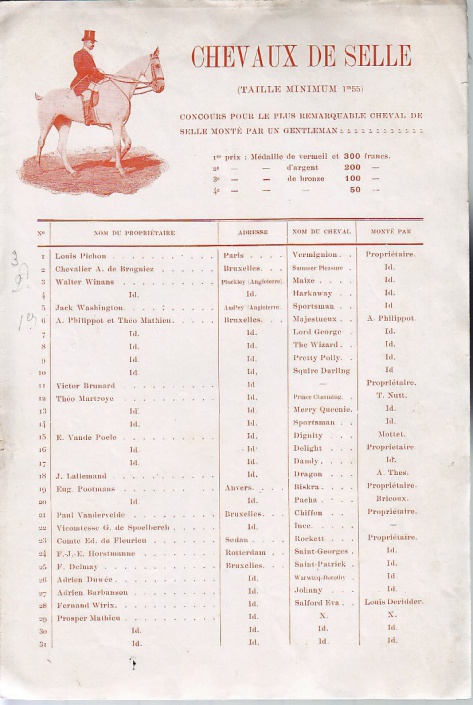 CHEVAUX DE SELLE
(TAILLE MINIMUM 1m55)
CONCOURS POUR LE PLUS REMARQUABLE CHEVAL DE
SELLE MONTÉ PAR UN GENTLEMAN
1er prix : Médaille de vermeil et 300 francs.
2e — — d'argent 200 —
3e — — de bronze 100 —
4e — — 50 —
No NOM DU PROPRIÉTAIRE ADRESSE NOM DU CHEVAL MONTÉ PAR
1 Louis Pichon Paris Vermignon Propriétaire.
2 Chevalier A. de Brogniez Bruxelles. Summer Pleasure Id.
3 Walter Winans Pluckley (Angleterre). Maize Id.
4 Id. Id. Harkaway Id.
5 Jack Washington. (Angleterre). Sportsman Id.
6 A. Philippot et Théo Mathieu. Bruxelles. Majestueux A. Philippot.
7 Id. Id. Lord George Id.
8 Id. Id. The Wizard Id.
9 Id. Id. Pretty Polly. Id.
10 Id. Id. Squire Darling Id.
11 Victor Brunard Id. — Propriétaire.
12 Théo Martroye Id. Prince Charming. T. Nutt.
13 Id. Id. Merry Queenie. Id.
14 Id. Id. Sportsman Id.
15 E. Vande Poele Id. Dignity Mottet.
16 Id. Id. Delight Propriétaire
17 Id. Id. Dandy. Id.
18 J. Lallemand Id. Dragon A. Thes.
19 Eug. Pootmans Anvers. Biskra. Propriétaire.
20 Id. Id. Pacha Bricoux.
21 Paul Vandervelde Bruxelles. Chiffon Propriétaire.
22 Vicomtesse G. de Spoelberch Id. Ince. —
23 Comte Ed. de Fleurieu Sedan Rockett Propriétaire.
24 F.-J.-E. Horstmanne Rotterdam Saint-Georges Id.
25 F. Delmay Bruxelles. Saint-Patrick Id.
26 Adrien Duwée Id. Id
27 Adrien Barbanson Id. Johnny Id.
28 Fernand Wirix. Id. Salford Eva Louis Deridder.
29 Prosper Mathieu Id. X. X.
30 Id. Id. Id. Id.
31 Id. Id. Id. Id.
3
1er